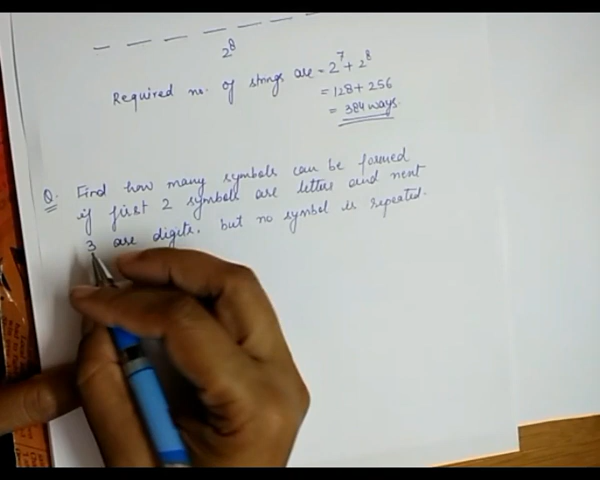 — — — — — — —
2^8
Required no. of strings are = 2^7 + 2^8
= 128 + 256
= 384 ways.
Q. Find how many symbols can be formed
if first 2 symbols are letters and next
3 are digits, but no symbol is repeated.